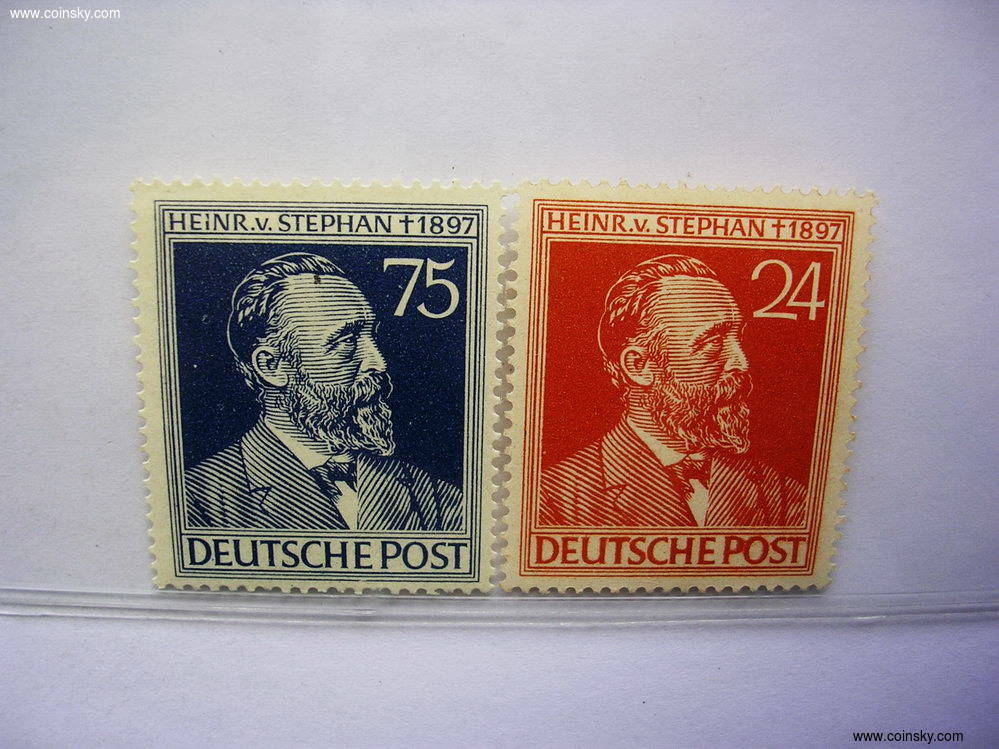 www.coinsky.com
HEINR.v. STEPHAN †1897
75
DEUTSCHE POST
HEINR.v. STEPHAN †1897
24
DEUTSCHE POST
www.coinsky.com